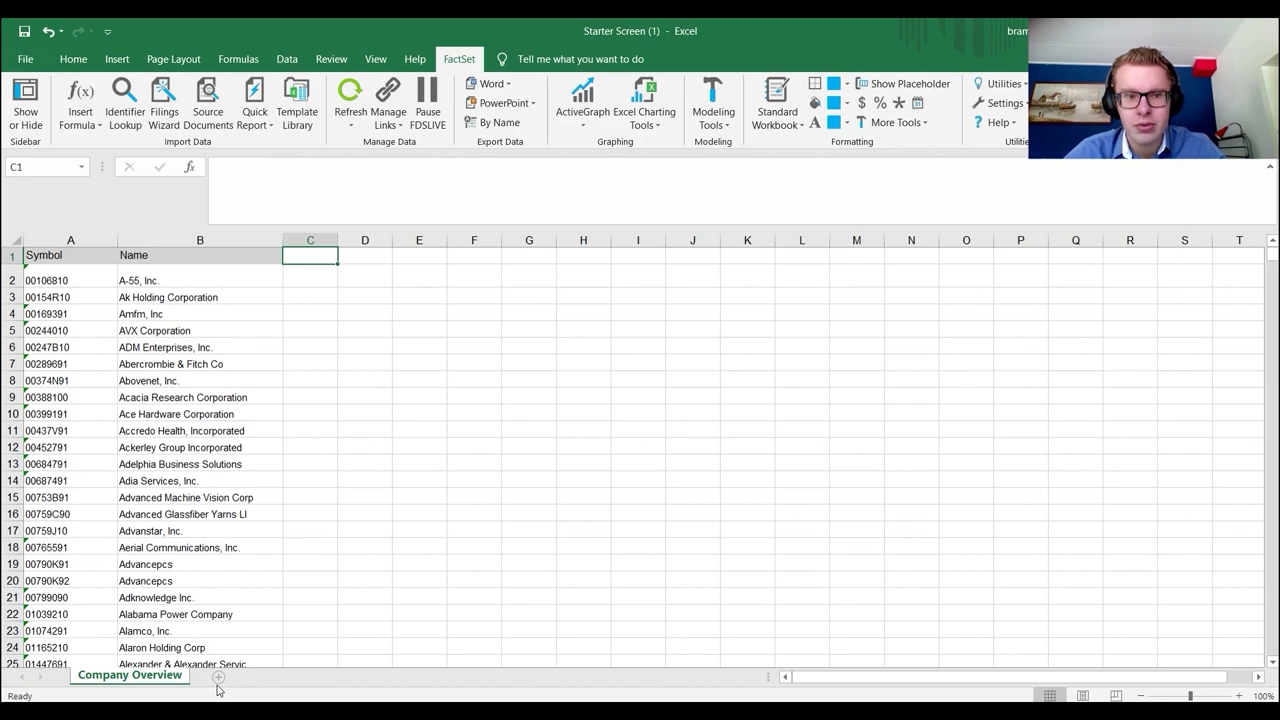 Starter Screen (1) - Excel
bram
File Home Insert Page Layout Formulas Data Review View Help FactSet Tell me what you want to do
Show or Hide
Insert Formula
Identifier Lookup
Filings Wizard
Source Documents
Quick Report
Template Library
Refresh
Manage Links
Pause FDSLIVE
Word
PowerPoint
By Name
ActiveGraph
Excel Charting Tools
Modeling Tools
Standard Workbook
Show Placeholder
More Tools
Utilities
Settings
Help
Sidebar Import Data Manage Data Export Data Graphing Modeling Formatting Utilitie
C1 fx
A B C D E F G H I J K L M N O P Q R S T
1 Symbol Name
2 00106810 A-55, Inc.
3 00154R10 Ak Holding Corporation
4 00169391 Amfm, Inc
5 00244010 AVX Corporation
6 00247B10 ADM Enterprises, Inc.
7 00289691 Abercrombie & Fitch Co
8 00374N91 Abovenet, Inc.
9 00388100 Acacia Research Corporation
10 00399191 Ace Hardware Corporation
11 00437V91 Accredo Health, Incorporated
12 00452791 Ackerley Group Incorporated
13 00684791 Adelphia Business Solutions
14 00687491 Adia Services, Inc.
15 00753B91 Advanced Machine Vision Corp
16 00759C90 Advanced Glassfiber Yarns Ll
17 00759J10 Advanstar, Inc.
18 00765591 Aerial Communications, Inc.
19 00790K91 Advancepcs
20 00790K92 Advancepcs
21 00799090 Adknowledge Inc.
22 01039210 Alabama Power Company
23 01074291 Alamco, Inc.
24 01165210 Alaron Holding Corp
25 01447691 Alexander & Alexander Servic
Company Overview
Ready 100%